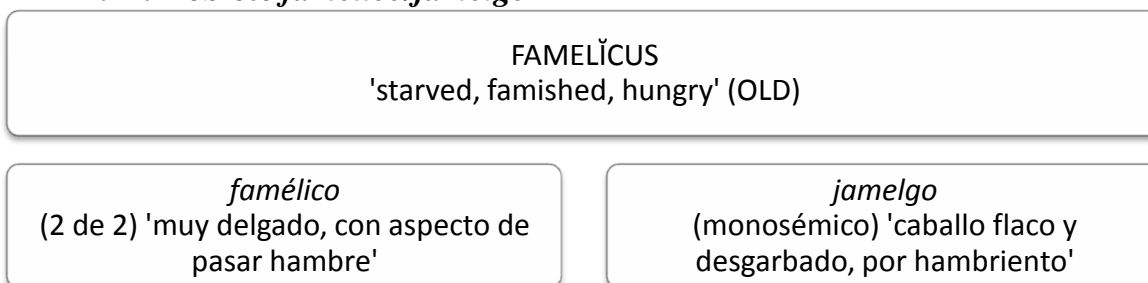 FAMELĬCUS
'starved, famished, hungry' (OLD)
famélico
(2 de 2) 'muy delgado, con aspecto de
pasar hambre'
jamelgo
(monosémico) 'caballo flaco y
desgarbado, por hambriento'